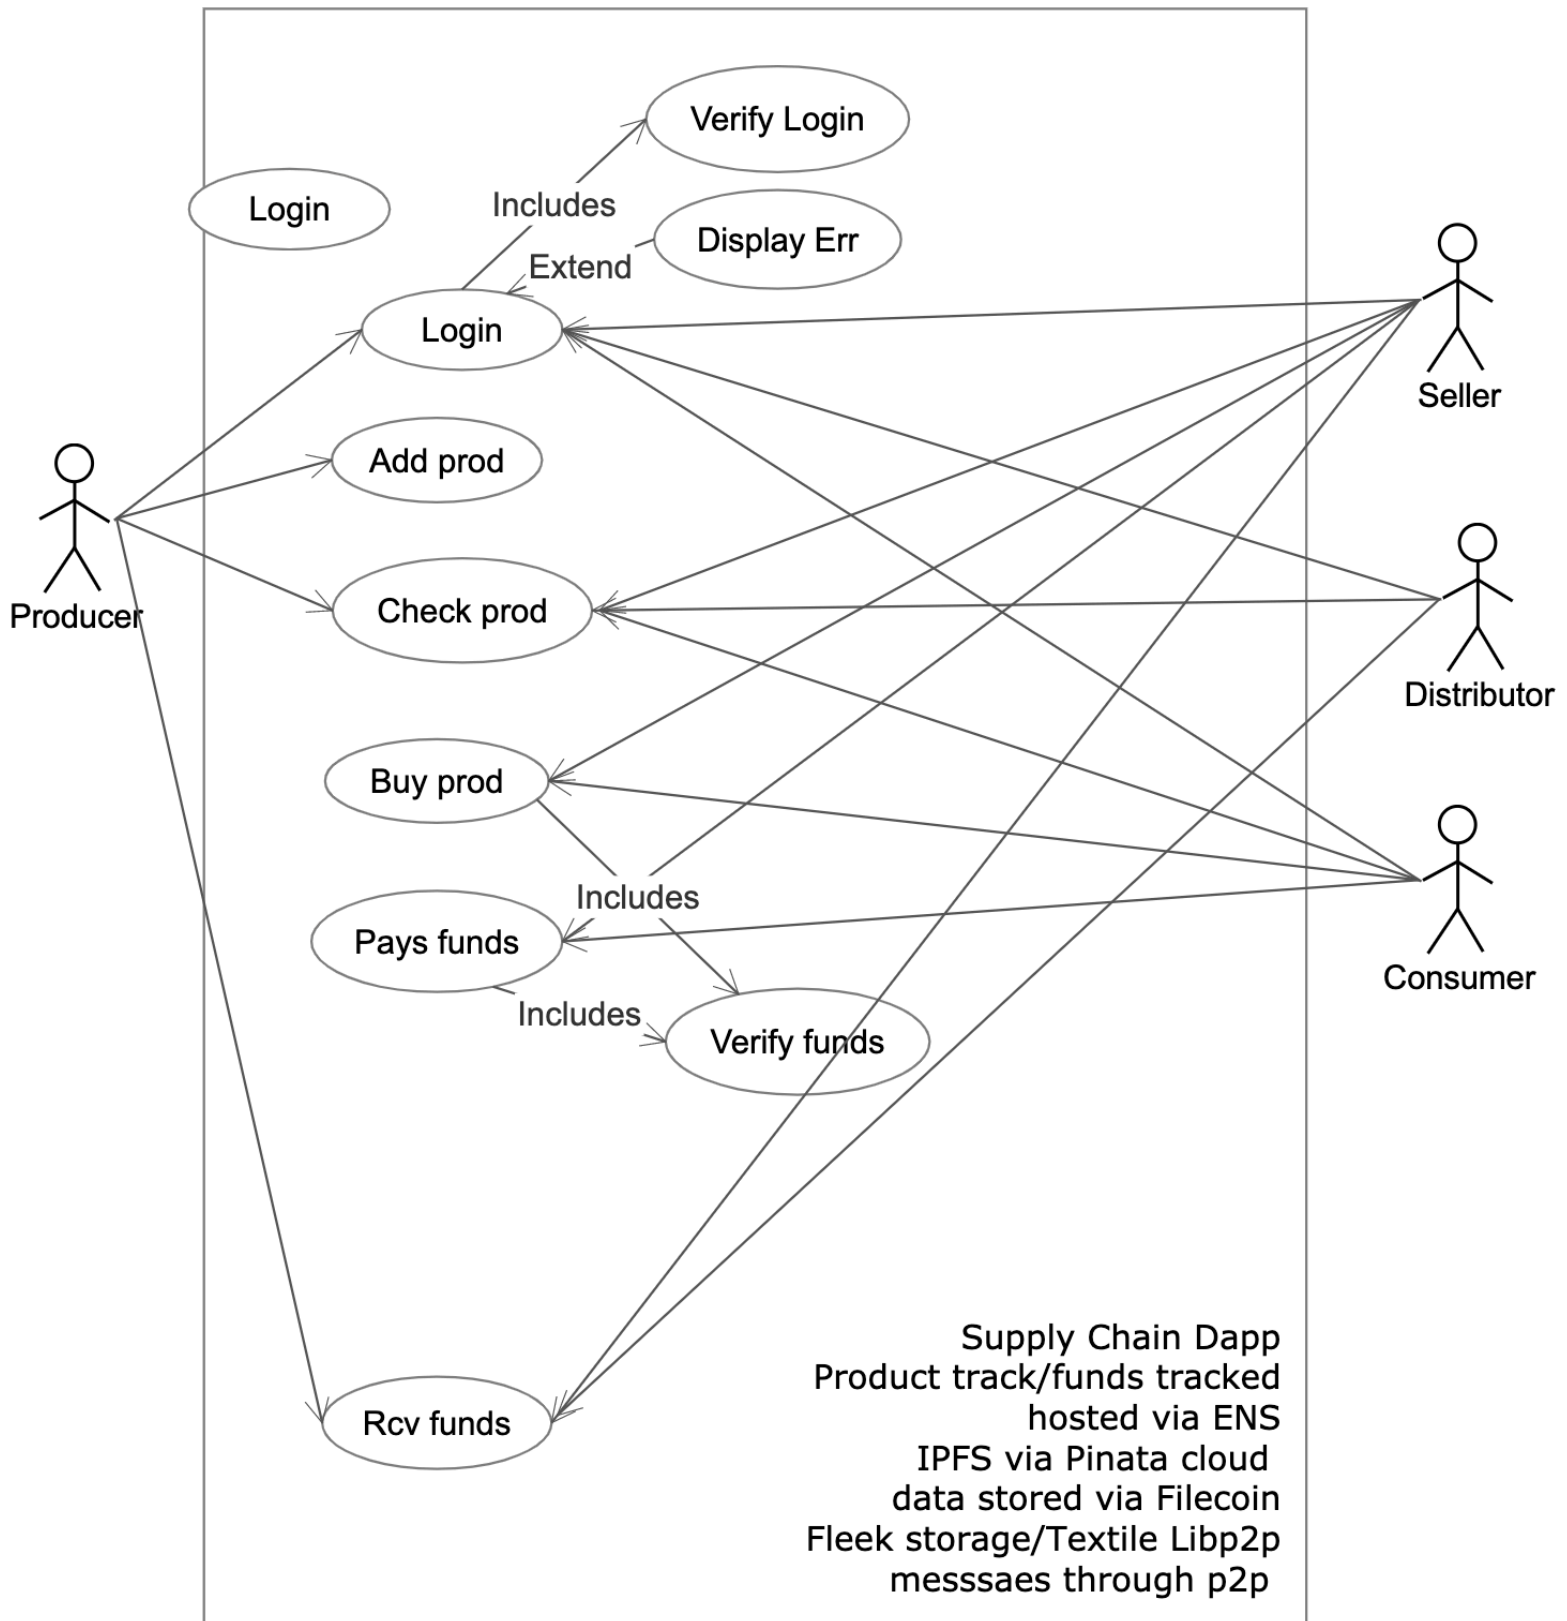 Verify Login
Login
Includes
Display Err
Extend
Login
Seller
Add prod
Producer
Check prod
Distributor
Buy prod
Includes
Pays funds
Consumer
Includes
Verify funds
Rcv funds
Supply Chain Dapp
Product track/funds tracked
hosted via ENS
IPFS via Pinata cloud
data stored via Filecoin
Fleek storage/Textile Libp2p
messsaes through p2p